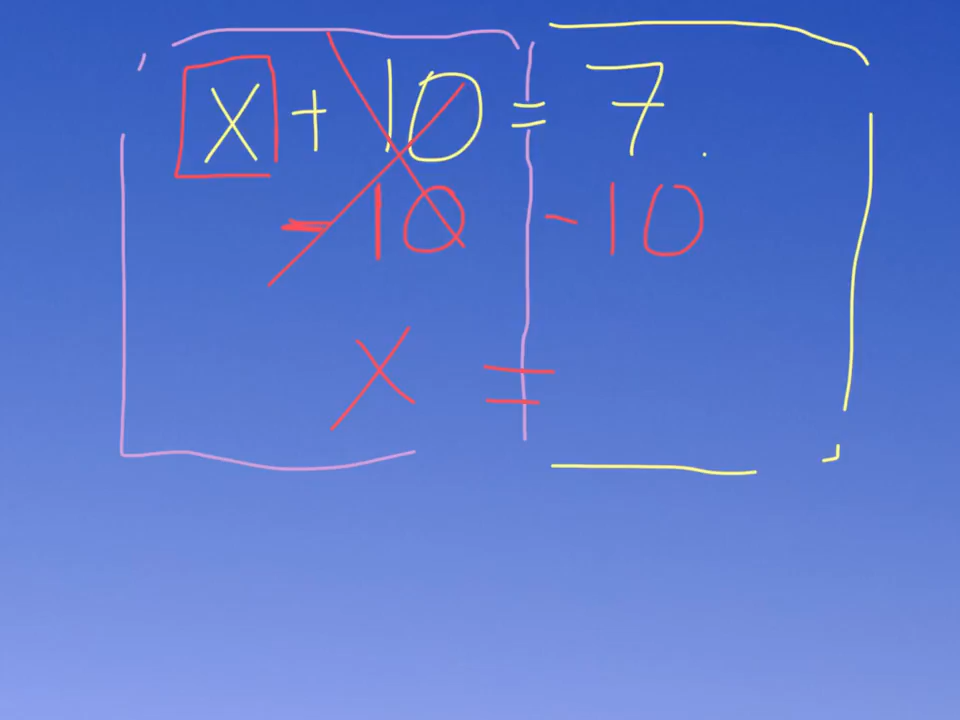 x + 10 = 7
- 10 - 10
x =